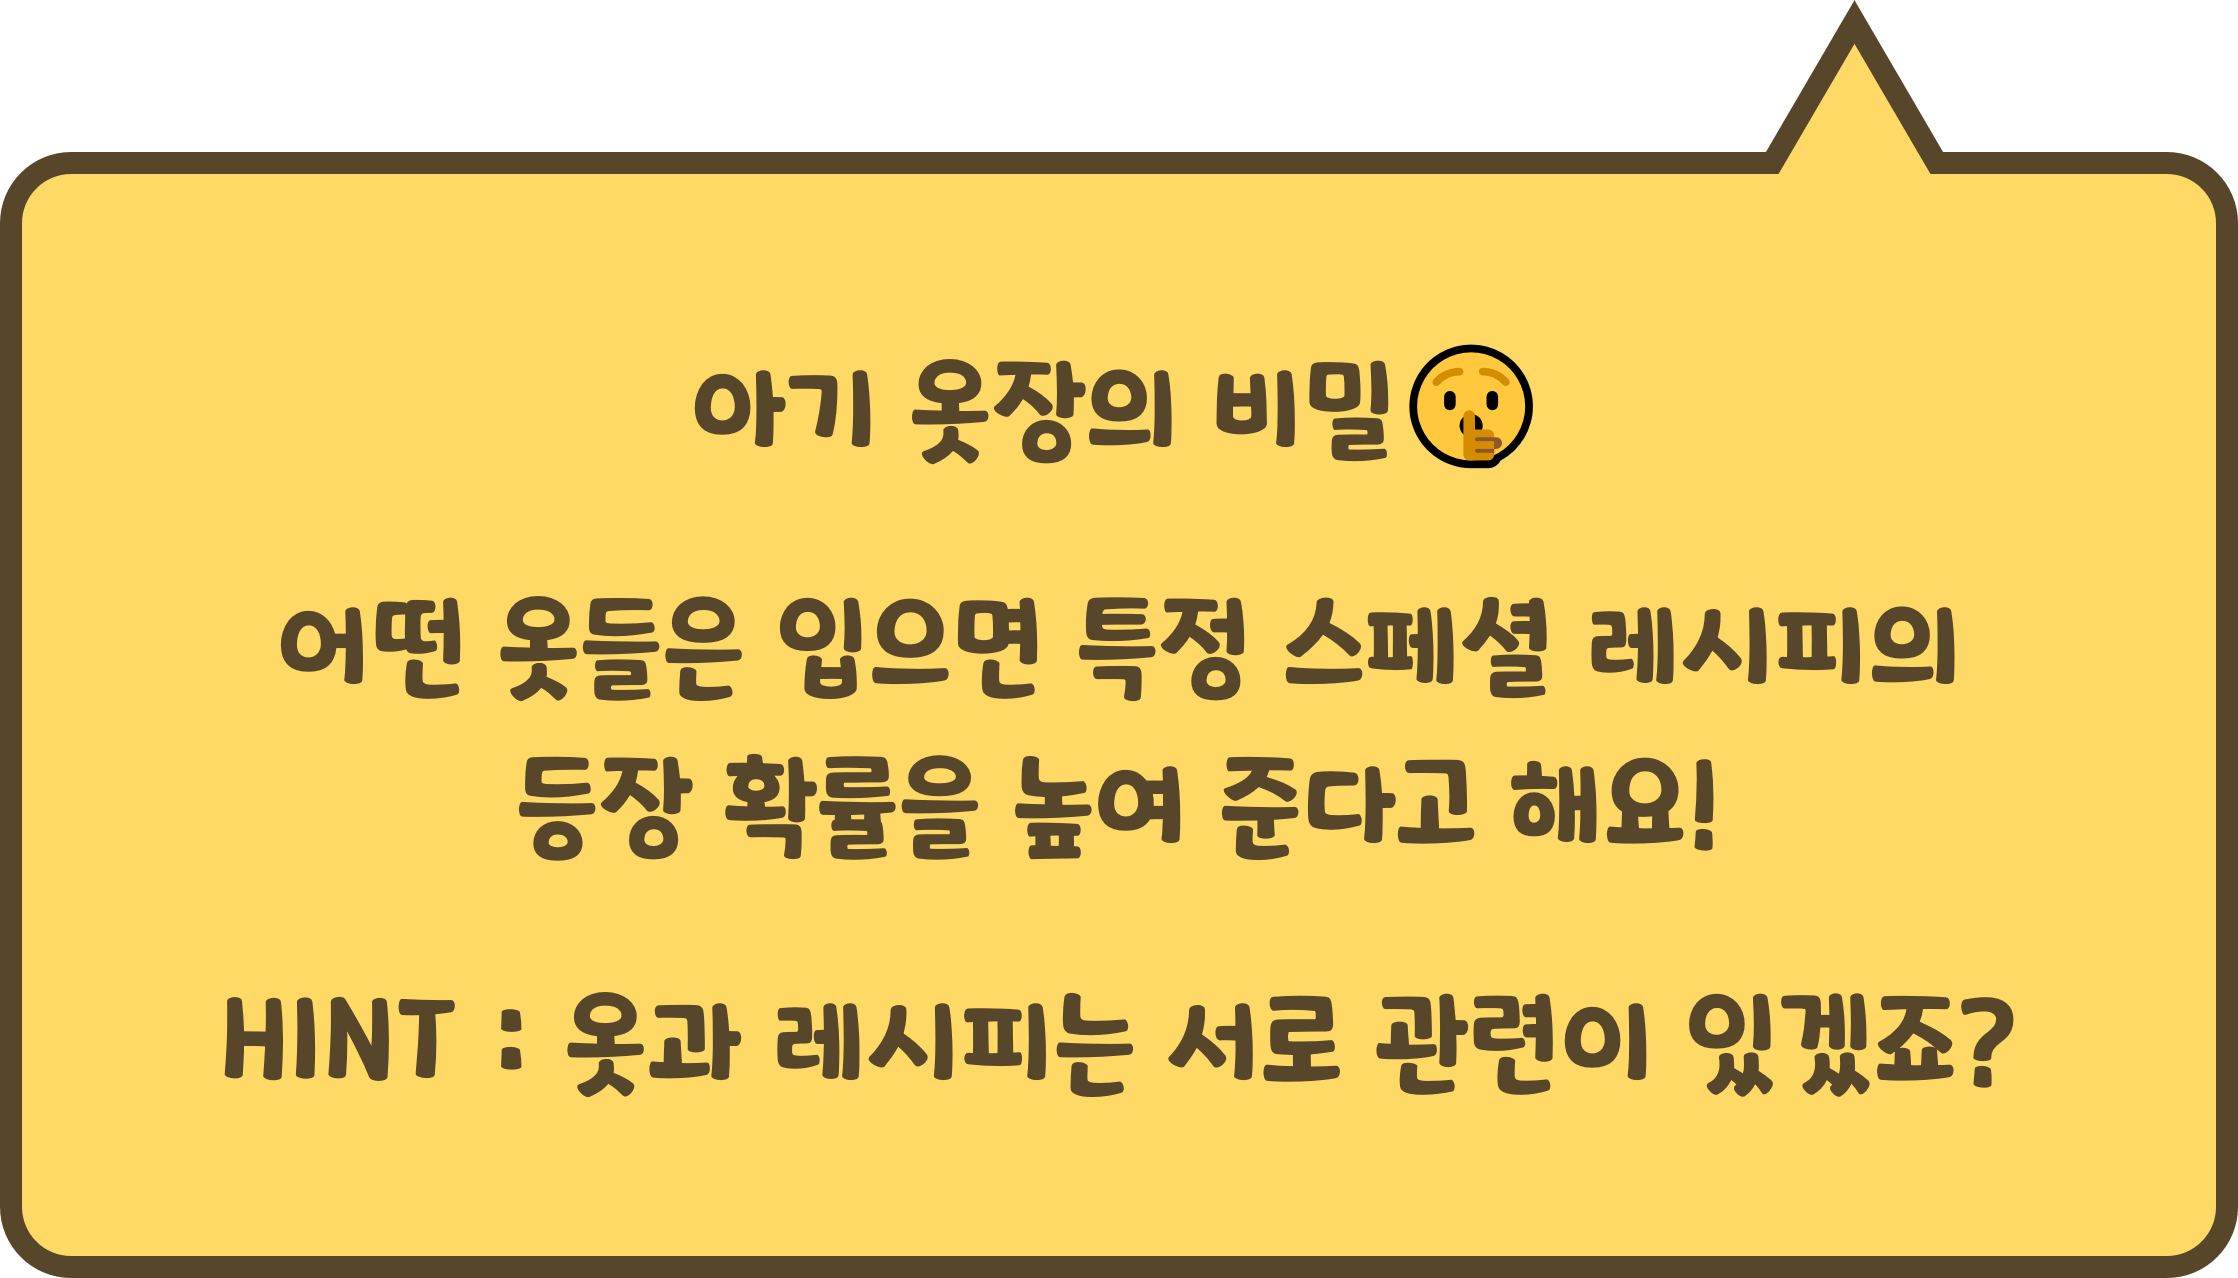 아기 옷장의 비밀🤫
어떤 옷들은 입으면 특정 스페셜 레시피의
등장 확률을 높여 준다고 해요!
HINT : 옷과 레시피는 서로 관련이 있겠죠?